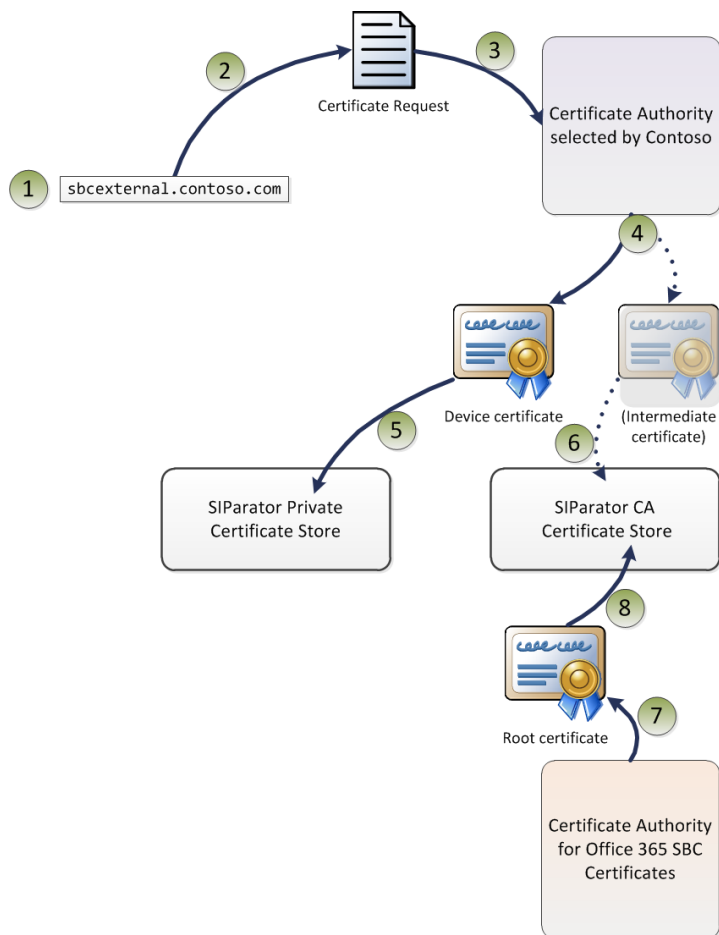 2
3
Certificate Request
Certificate Authority
selected by Contoso
1
sbcexternal.contoso.com
4
Device certificate
(Intermediate
certificate)
5
6
SIParator Private
Certificate Store
SIParator CA
Certificate Store
8
7
Root certificate
Certificate Authority
for Office 365 SBC
Certificates